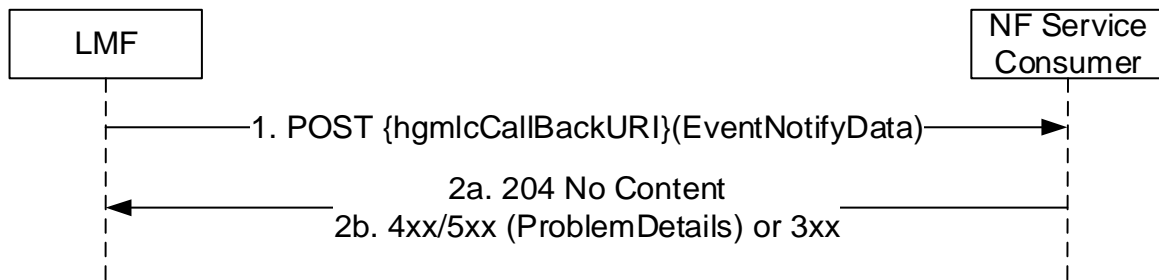 LMF
NF Service
Consumer
1. POST {hgmlcCallBackURI}(EventNotifyData)
2a. 204 No Content
2b. 4xx/5xx (ProblemDetails) or 3xx